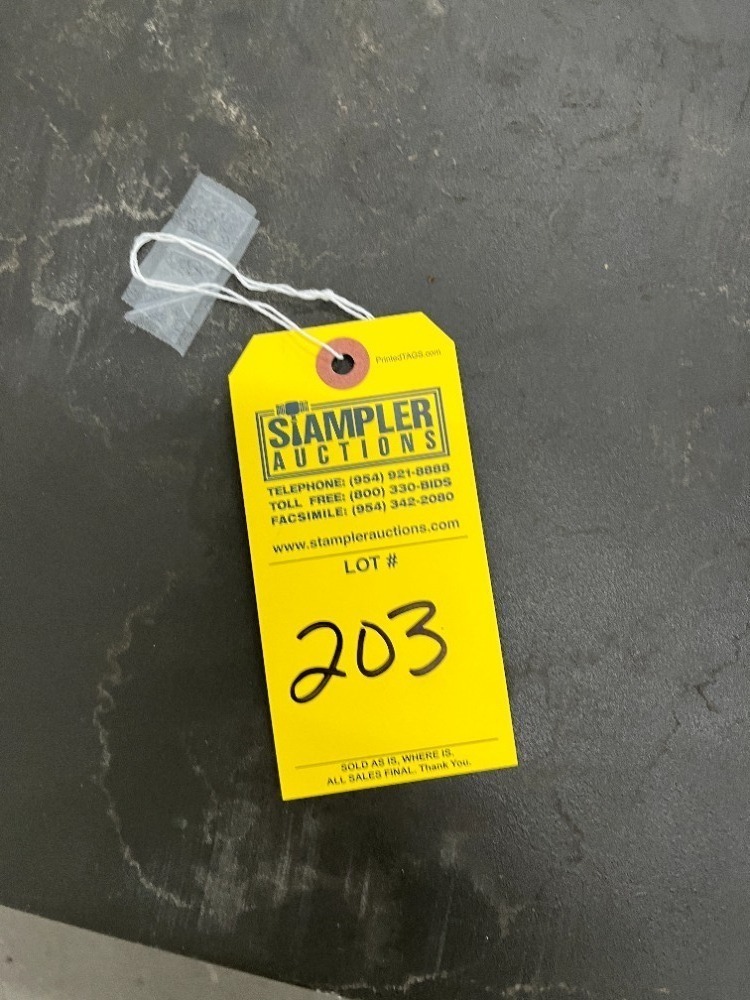 PrintedTAGS.com
STAMPLER
AUCTIONS
TELEPHONE: (954) 921-8888
TOLL FREE: (800) 330-BIDS
FACSIMILE: (954) 342-2080
www.stamplerauctions.com
LOT #
203
SOLD AS IS, WHERE IS.
ALL SALES FINAL. Thank You.